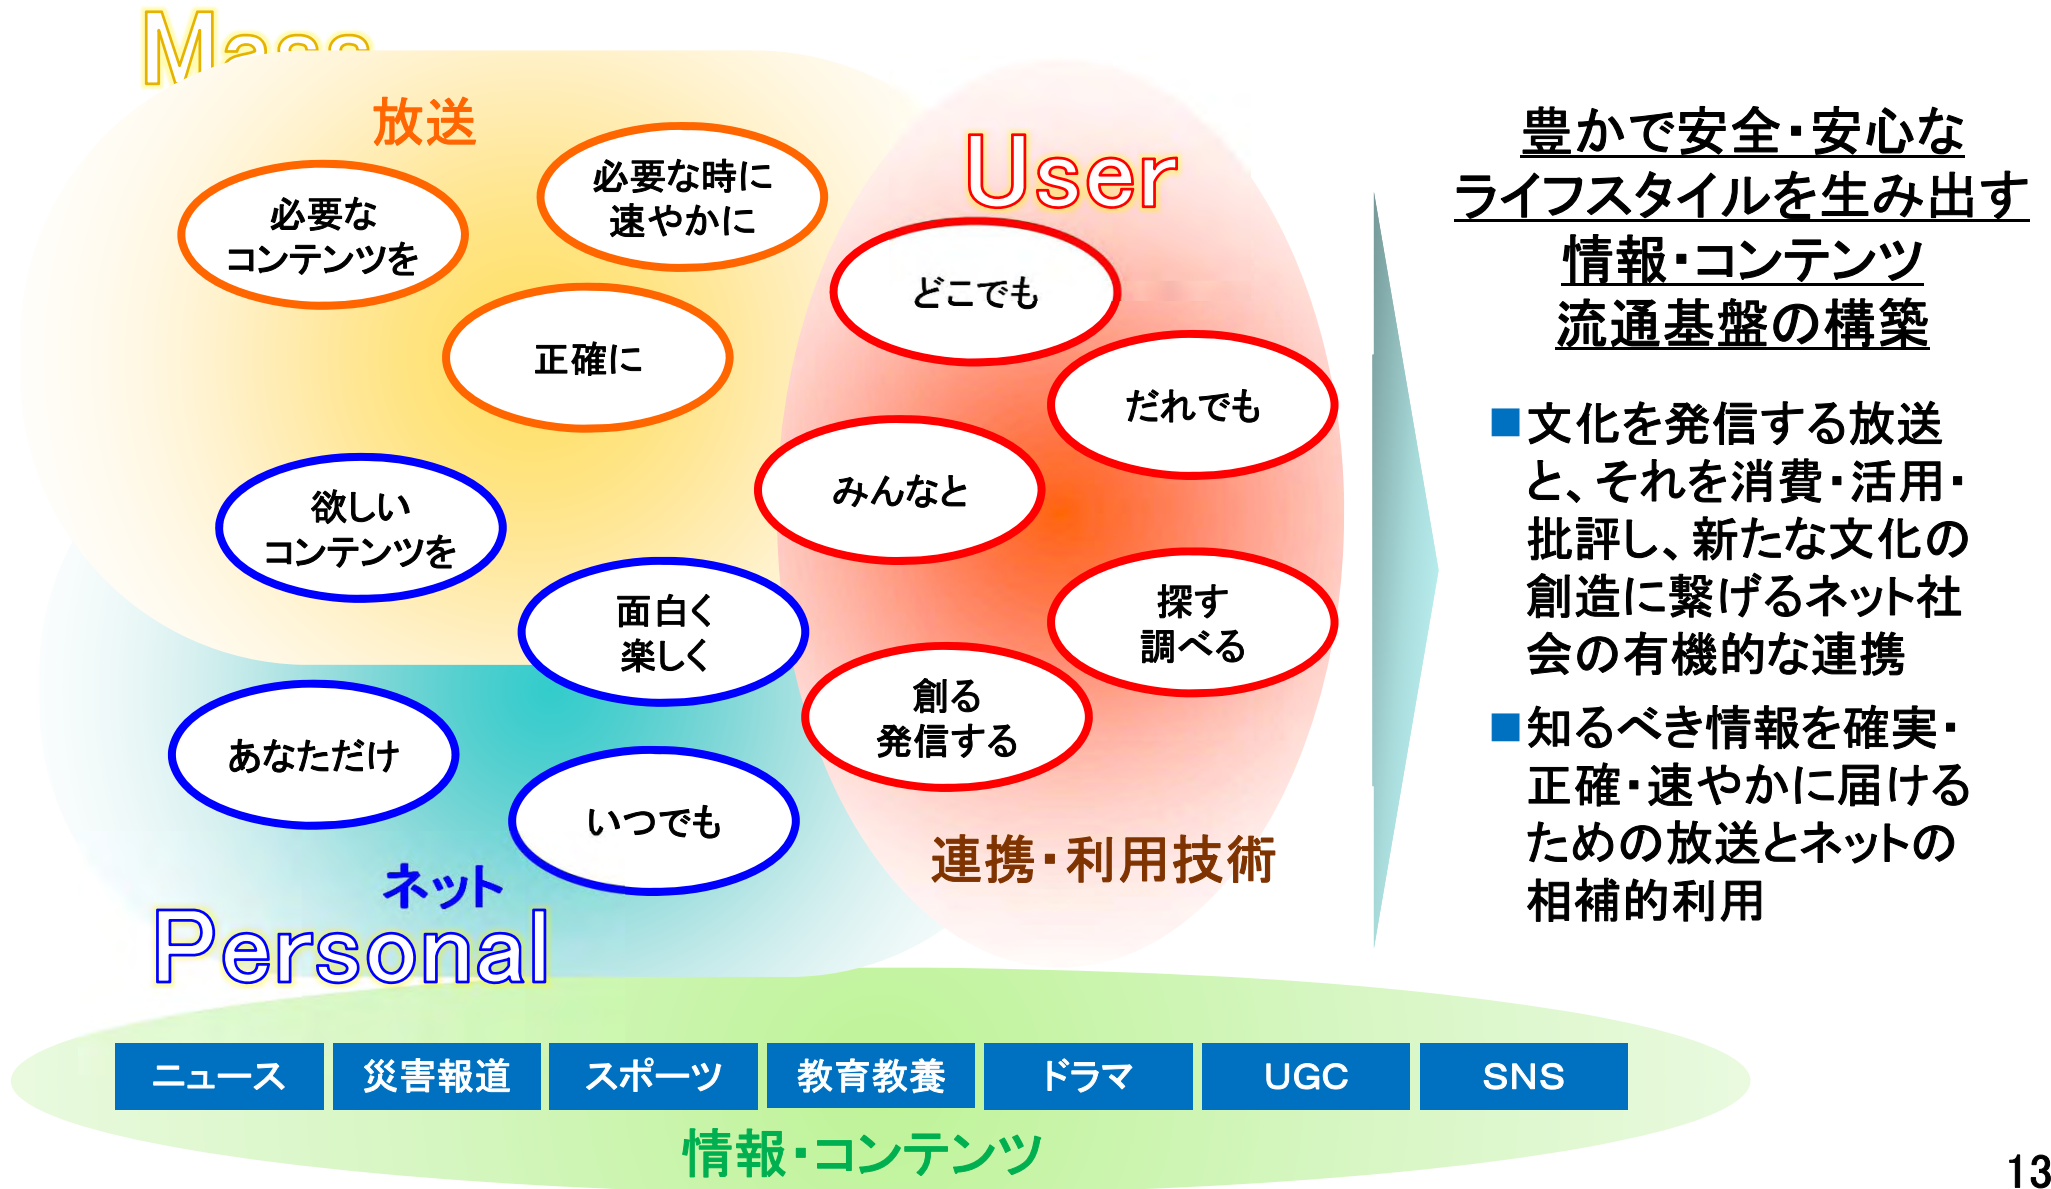 Mass
放送
必要な
コンテンツを
必要な時に
速やかに
正確に
User
どこでも
だれでも
みんなと
探す
調べる
創る
発信する
連携・利用技術
欲しい
コンテンツを
面白く
楽しく
あなただけ
いつでも
ネット
Personal
ニュース
災害報道
スポーツ
教育教養
ドラマ
UGC
SNS
情報・コンテンツ
豊かで安全・安心な
ライフスタイルを生み出す
情報・コンテンツ
流通基盤の構築
■文化を発信する放送
と、それを消費・活用・
批評し、新たな文化の
創造に繋げるネット社
会の有機的な連携
■知るべき情報を確実・
正確・速やかに届ける
ための放送とネットの
相補的利用
13